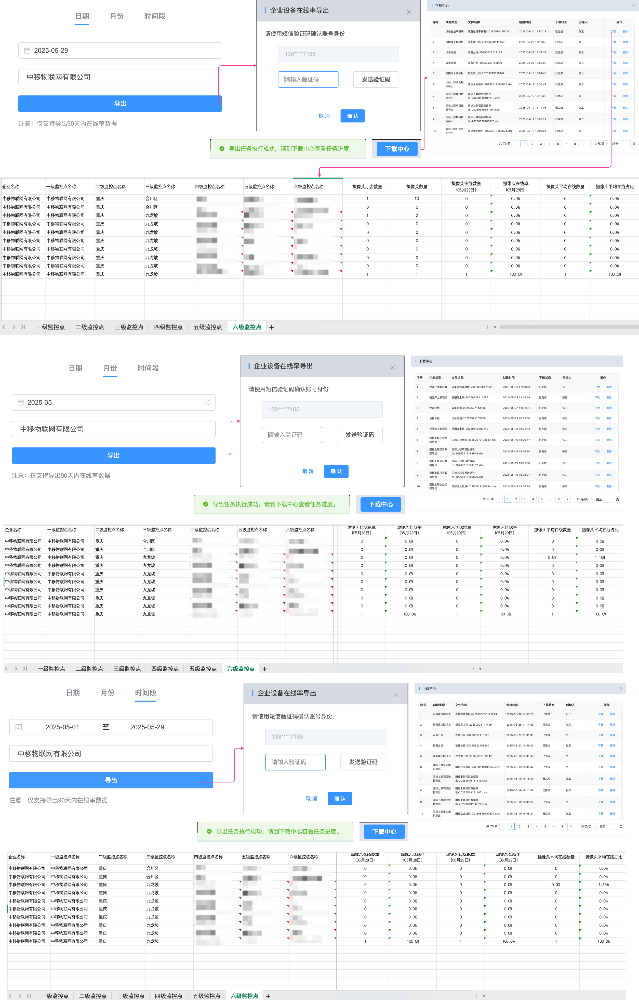 日期 月份 时间段
2025-05-29
中移物联网有限公司
导出
注意：仅支持导出90天内在线率数据
企业设备在线率导出
请使用短信验证码确认账号身份
138****7165
请输入验证码 发送验证码
取消 确认
导出任务执行成功，请到下载中心查看任务进度。 下载中心
下载中心
序号 功能类型 文件名称 创建时间 下载状态 创建人 操作
1 设备在线率报表 设备在线率报表-20250530175023 2025-05-30 17:50:23 已完成 张三 下载 删除
2 视图库上联项目 视图库上联-20250528111459 2025-05-28 11:14:59 已完成 张三 下载 删除
3 设备分组 设备分组-20250527113135 2025-05-27 11:31:31 已完成 张三 下载 删除
4 设备分组 设备分组-20250523105900 2025-05-23 10:59:00 已完成 张三 下载 删除
5 视图库上联项目 视图库上联-20250519190142 2025-05-19 19:01:43 已完成 张三 下载 删除
6 国标上联企业组织导出 国标企业组织-20250519183647.xlsx 2025-05-19 18:36:47 已完成 张三 下载 删除
7 国标上联项目数据导出 国标上联项目数据导出-20250519181619.xlsx 2025-05-19 18:16:20 已完成 张三 下载 删除
8 国标上联项目数据导出 国标上联项目数据导出-20250519181107.xlsx 2025-05-19 18:11:08 已完成 张三 下载 删除
9 国标上联项目数据导出 国标上联项目数据导出-20250519180826.xlsx 2025-05-19 18:08:27 已完成 张三 下载 删除
10 国标上联企业组织导出 国标企业组织-20250519180624.xlsx 2025-05-19 18:06:24 已完成 张三 下载 删除
共 75 条 1 2 3 4 5 ··· 8 10 条/页 跳至 页
企业名称 一级监控点名称 二级监控点名称 三级监控点名称 四级监控点名称 五级监控点名称 六级监控点名称 摄像头厅店数量 摄像头数量 摄像头在线数量(05月29日) 摄像头在线率(05月29日) 摄像头平均在线数量 摄像头平均在线占比
中移物联网有限公司 中移物联网有限公司 重庆 合川区 1 10 0 0.0% 0 0.0%
中移物联网有限公司 中移物联网有限公司 重庆 合川区 0 0 0 0.0% 0 0.0%
中移物联网有限公司 中移物联网有限公司 重庆 九龙坡 1 2 0 0.0% 0 0.0%
中移物联网有限公司 中移物联网有限公司 重庆 九龙坡 0 0 0 0.0% 0 0.0%
中移物联网有限公司 中移物联网有限公司 重庆 九龙坡 0 0 0 0.0% 0 0.0%
中移物联网有限公司 中移物联网有限公司 重庆 九龙坡 0 0 0 0.0% 0 0.0%
中移物联网有限公司 中移物联网有限公司 重庆 九龙坡 0 0 0 0.0% 0 0.0%
中移物联网有限公司 中移物联网有限公司 重庆 九龙坡 0 0 0 0.0% 0 0.0%
中移物联网有限公司 中移物联网有限公司 重庆 九龙坡 0 0 0 0.0% 0 0.0%
中移物联网有限公司 中移物联网有限公司 重庆 九龙坡 1 1 1 100.0% 1 100.0%
一级监控点 二级监控点 三级监控点 四级监控点 五级监控点 六级监控点 +
日期 月份 时间段
2025-05
中移物联网有限公司
导出
注意：仅支持导出90天内在线率数据
企业设备在线率导出
请使用短信验证码确认账号身份
138****7165
请输入验证码 发送验证码
取消 确认
导出任务执行成功，请到下载中心查看任务进度。 下载中心
下载中心
序号 功能类型 文件名称 创建时间 下载状态 创建人 操作
1 设备在线率报表 设备在线率报表-20250530175023 2025-05-30 17:50:23 已完成 张三 下载 删除
2 视图库上联项目 视图库上联-20250528111459 2025-05-28 11:14:59 已完成 张三 下载 删除
3 设备分组 设备分组-20250527113135 2025-05-27 11:31:31 已完成 张三 下载 删除
4 设备分组 设备分组-20250523105900 2025-05-23 10:59:00 已完成 张三 下载 删除
5 视图库上联项目 视图库上联-20250519190142 2025-05-19 19:01:43 已完成 张三 下载 删除
6 国标上联企业组织导出 国标企业组织-20250519183647.xlsx 2025-05-19 18:36:47 已完成 张三 下载 删除
7 国标上联项目数据导出 国标上联项目数据导出-20250519181619.xlsx 2025-05-19 18:16:20 已完成 张三 下载 删除
8 国标上联项目数据导出 国标上联项目数据导出-20250519181107.xlsx 2025-05-19 18:11:08 已完成 张三 下载 删除
9 国标上联项目数据导出 国标上联项目数据导出-20250519180826.xlsx 2025-05-19 18:08:27 已完成 张三 下载 删除
10 国标上联企业组织导出 国标企业组织-20250519180624.xlsx 2025-05-19 18:06:24 已完成 张三 下载 删除
共 75 条 1 2 3 4 5 ··· 8 10 条/页 跳至 页
企业名称 一级监控点名称 二级监控点名称 三级监控点名称 四级监控点名称 五级监控点名称 六级监控点名称 摄像头在线数量(05月28日) 摄像头在线率(05月28日) 摄像头在线数量(05月29日) 摄像头在线率(05月29日) 摄像头平均在线数量 摄像头平均在线占比
中移物联网有限公司 中移物联网有限公司 重庆 合川区 0 0.0% 0 0.0% 0 0.0%
中移物联网有限公司 中移物联网有限公司 重庆 合川区 0 0.0% 0 0.0% 0 0.0%
中移物联网有限公司 中移物联网有限公司 重庆 九龙坡 0 0.0% 0 0.0% 0.03 1.15%
中移物联网有限公司 中移物联网有限公司 重庆 九龙坡 0 0.0% 0 0.0% 0 0.0%
中移物联网有限公司 中移物联网有限公司 重庆 九龙坡 0 0.0% 0 0.0% 0 0.0%
中移物联网有限公司 中移物联网有限公司 重庆 九龙坡 0 0.0% 0 0.0% 0 0.0%
中移物联网有限公司 中移物联网有限公司 重庆 九龙坡 0 0.0% 0 0.0% 0 0.0%
中移物联网有限公司 中移物联网有限公司 重庆 九龙坡 0 0.0% 0 0.0% 0 0.0%
中移物联网有限公司 中移物联网有限公司 重庆 九龙坡 0 0.0% 0 0.0% 0 0.0%
中移物联网有限公司 中移物联网有限公司 重庆 九龙坡 1 100.0% 1 100.0% 1 100.0%
一级监控点 二级监控点 三级监控点 四级监控点 五级监控点 六级监控点 +
日期 月份 时间段
2025-05-01 至 2025-05-29
中移物联网有限公司
导出
注意：仅支持导出90天内在线率数据
企业设备在线率导出
请使用短信验证码确认账号身份
138****7165
请输入验证码 发送验证码
取消 确认
导出任务执行成功，请到下载中心查看任务进度。 下载中心
下载中心
序号 功能类型 文件名称 创建时间 下载状态 创建人 操作
1 设备在线率报表 设备在线率报表-20250530175023 2025-05-30 17:50:23 已完成 张三 下载 删除
2 视图库上联项目 视图库上联-20250528111459 2025-05-28 11:14:59 已完成 张三 下载 删除
3 设备分组 设备分组-20250527113135 2025-05-27 11:31:31 已完成 张三 下载 删除
4 设备分组 设备分组-20250523105900 2025-05-23 10:59:00 已完成 张三 下载 删除
5 视图库上联项目 视图库上联-20250519190142 2025-05-19 19:01:43 已完成 张三 下载 删除
6 国标上联企业组织导出 国标企业组织-20250519183647.xlsx 2025-05-19 18:36:47 已完成 张三 下载 删除
7 国标上联项目数据导出 国标上联项目数据导出-20250519181619.xlsx 2025-05-19 18:16:20 已完成 张三 下载 删除
8 国标上联项目数据导出 国标上联项目数据导出-20250519181107.xlsx 2025-05-19 18:11:08 已完成 张三 下载 删除
9 国标上联项目数据导出 国标上联项目数据导出-20250519180826.xlsx 2025-05-19 18:08:27 已完成 张三 下载 删除
10 国标上联企业组织导出 国标企业组织-20250519180624.xlsx 2025-05-19 18:06:24 已完成 张三 下载 删除
共 75 条 1 2 3 4 5 ··· 8 10 条/页 跳至 页
企业名称 一级监控点名称 二级监控点名称 三级监控点名称 四级监控点名称 五级监控点名称 六级监控点名称 摄像头在线数量(05月28日) 摄像头在线率(05月28日) 摄像头在线数量(05月29日) 摄像头在线率(05月29日) 摄像头平均在线数量 摄像头平均在线占比
中移物联网有限公司 中移物联网有限公司 重庆 合川区 0 0.0% 0 0.0% 0 0.0%
中移物联网有限公司 中移物联网有限公司 重庆 合川区 0 0.0% 0 0.0% 0 0.0%
中移物联网有限公司 中移物联网有限公司 重庆 九龙坡 0 0.0% 0 0.0% 0.03 1.15%
中移物联网有限公司 中移物联网有限公司 重庆 九龙坡 0 0.0% 0 0.0% 0 0.0%
中移物联网有限公司 中移物联网有限公司 重庆 九龙坡 0 0.0% 0 0.0% 0 0.0%
中移物联网有限公司 中移物联网有限公司 重庆 九龙坡 0 0.0% 0 0.0% 0 0.0%
中移物联网有限公司 中移物联网有限公司 重庆 九龙坡 0 0.0% 0 0.0% 0 0.0%
中移物联网有限公司 中移物联网有限公司 重庆 九龙坡 0 0.0% 0 0.0% 0 0.0%
中移物联网有限公司 中移物联网有限公司 重庆 九龙坡 0 0.0% 0 0.0% 0 0.0%
中移物联网有限公司 中移物联网有限公司 重庆 九龙坡 1 100.0% 1 100.0% 1 100.0%
一级监控点 二级监控点 三级监控点 四级监控点 五级监控点 六级监控点 +